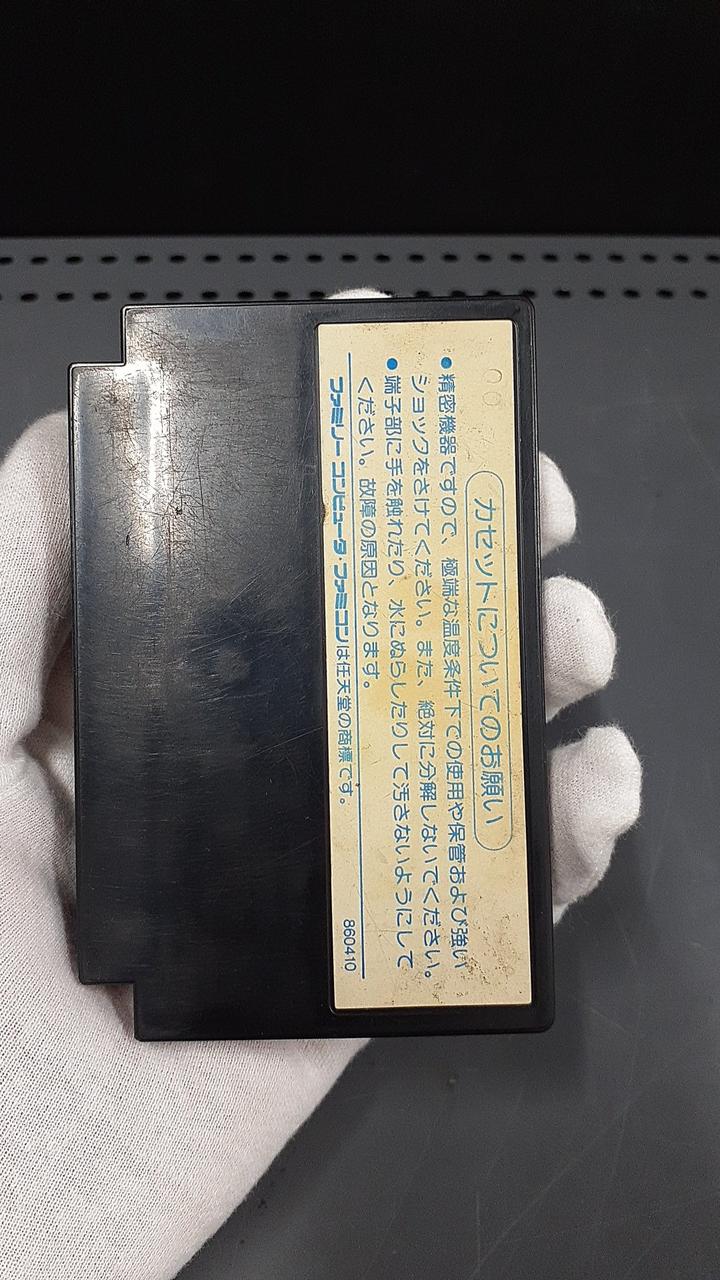 カセットについてのお願い
●精密機器ですので、極端な温度条件下での使用や保管および強い
ショックをさけてください。また、絶対に分解しないでください。
●端子部に手を触れたり、水にぬらしたりして汚さないようにして
ください。故障の原因となります。
ファミリーコンピュータ・ファミコンは任天堂の商標です。
860410